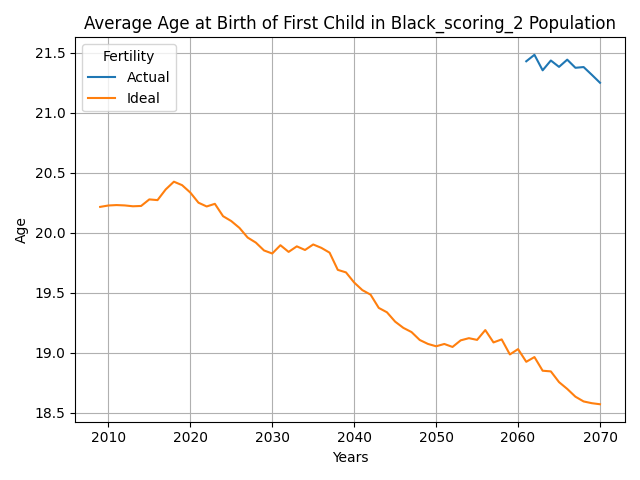 Average Age at Birth of First Child in Black_scoring_2 Population
Fertility
Actual
Ideal
21.5
21.0
20.5
20.0
19.5
19.0
18.5
Age
2010 2020 2030 2040 2050 2060 2070
Years